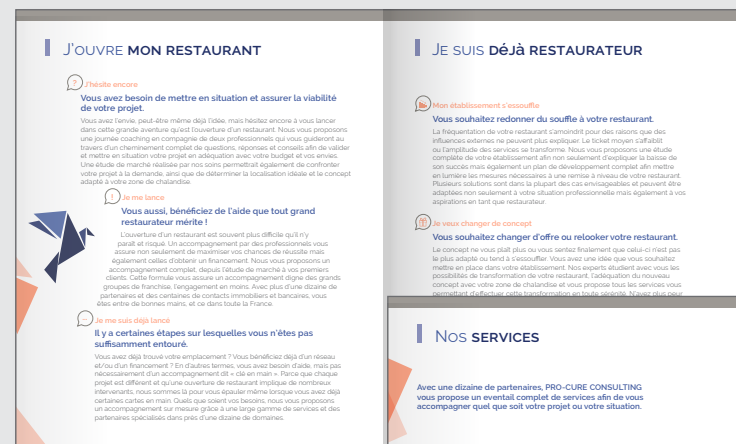 J'OUVRE MON RESTAURANT
?
J'hésite encore
Vous avez besoin de mettre en situation et assurer la viabilité
de votre projet.
Vous avez l'envie, peut-être même déjà l'idée, mais hésitez encore à vous lancer
dans cette grande aventure qu'est l'ouverture d'un restaurant. Nous vous proposons
une journée coaching en compagnie de deux professionnels qui vous guideront au
travers d'un cheminement complet de questions, réponses et conseils afin de valider
et mettre en situation votre projet en adéquation avec votre budget et vos envies.
Une étude de marché réalisée par nos soins permettrait également de confronter
votre projet à la demande, ainsi que de déterminer la localisation idéale et le concept
adapté à votre zone de chalandise.
!
Je me lance
Vous aussi, bénéficiez de l'aide que tout grand
restaurateur mérite !
L'ouverture d'un restaurant est souvent plus difficile qu'il n'y
paraît et risqué. Un accompagnement par des professionnels vous
assure non seulement de maximiser vos chances de réussite mais
également celles d'obtenir un financement. Nous vous proposons un
accompagnement complet, depuis l'étude de marché à vos premiers
clients. Cette formule vous assure un accompagnement digne des grands
groupes de franchise, l'engagement en moins. Avec plus d'une dizaine de
partenaires et des centaines de contacts immobiliers et bancaires, vous
êtes entre de bonnes mains, et ce dans toute la France.
Je me suis déjà lancé
Il y a certaines étapes sur lesquelles vous n'êtes pas
suffisamment entouré.
Vous avez déjà trouvé votre emplacement ? Vous bénéficiez déjà d'un réseau
et/ou d'un financement ? En d'autres termes, vous avez besoin d'aide, mais pas
nécessairement d'un accompagnement dit « clé en main ». Parce que chaque
projet est différent et qu'une ouverture de restaurant implique de nombreux
intervenants, nous sommes là pour vous épauler même lorsque vous avez déjà
certaines cartes en main. Quels que soient vos besoins, nous vous proposons
un accompagnement sur mesure grâce à une large gamme de services et des
partenaires spécialisés dans près d'une dizaine de domaines.
JE SUIS DÉJÀ RESTAURATEUR
Mon établissement s'essouffle
Vous souhaitez redonner du souffle à votre restaurant.
La fréquentation de votre restaurant s'amoindrit pour des raisons que des
influences externes ne peuvent plus expliquer. Le ticket moyen s'affaiblit
ou l'amplitude des services se transforme. Nous vous proposons une étude
complète de votre établissement afin non seulement d'expliquer la baisse de
son succès mais également un plan de développement complet afin mettre
en lumière les mesures nécessaires à une remise à niveau de votre restaurant.
Plusieurs solutions sont dans la plupart des cas envisageables et peuvent être
adaptées non seulement à votre situation professionnelle mais également à vos
aspirations en tant que restaurateur.
Je veux changer de concept
Vous souhaitez changer d'offre ou relooker votre restaurant.
Le concept ne vous plaît plus ou vous sentez finalement que celui-ci n'est pas
le plus adapté ou tend à s'essouffler. Vous avez une idée que vous souhaitez
mettre en place dans votre établissement. Nos experts étudient avec vous les
possibilités de transformation de votre restaurant, l'adéquation du nouveau
concept avec votre zone de chalandise et vous propose tous les services vous
permettant d'effectuer cette transformation en toute sérénité. N'avez plus peur
NOS SERVICES
Avec une dizaine de partenaires, PRO-CURE CONSULTING
vous propose un eventail complet de services afin de vous
accompagner quel que soit votre projet ou votre situation.